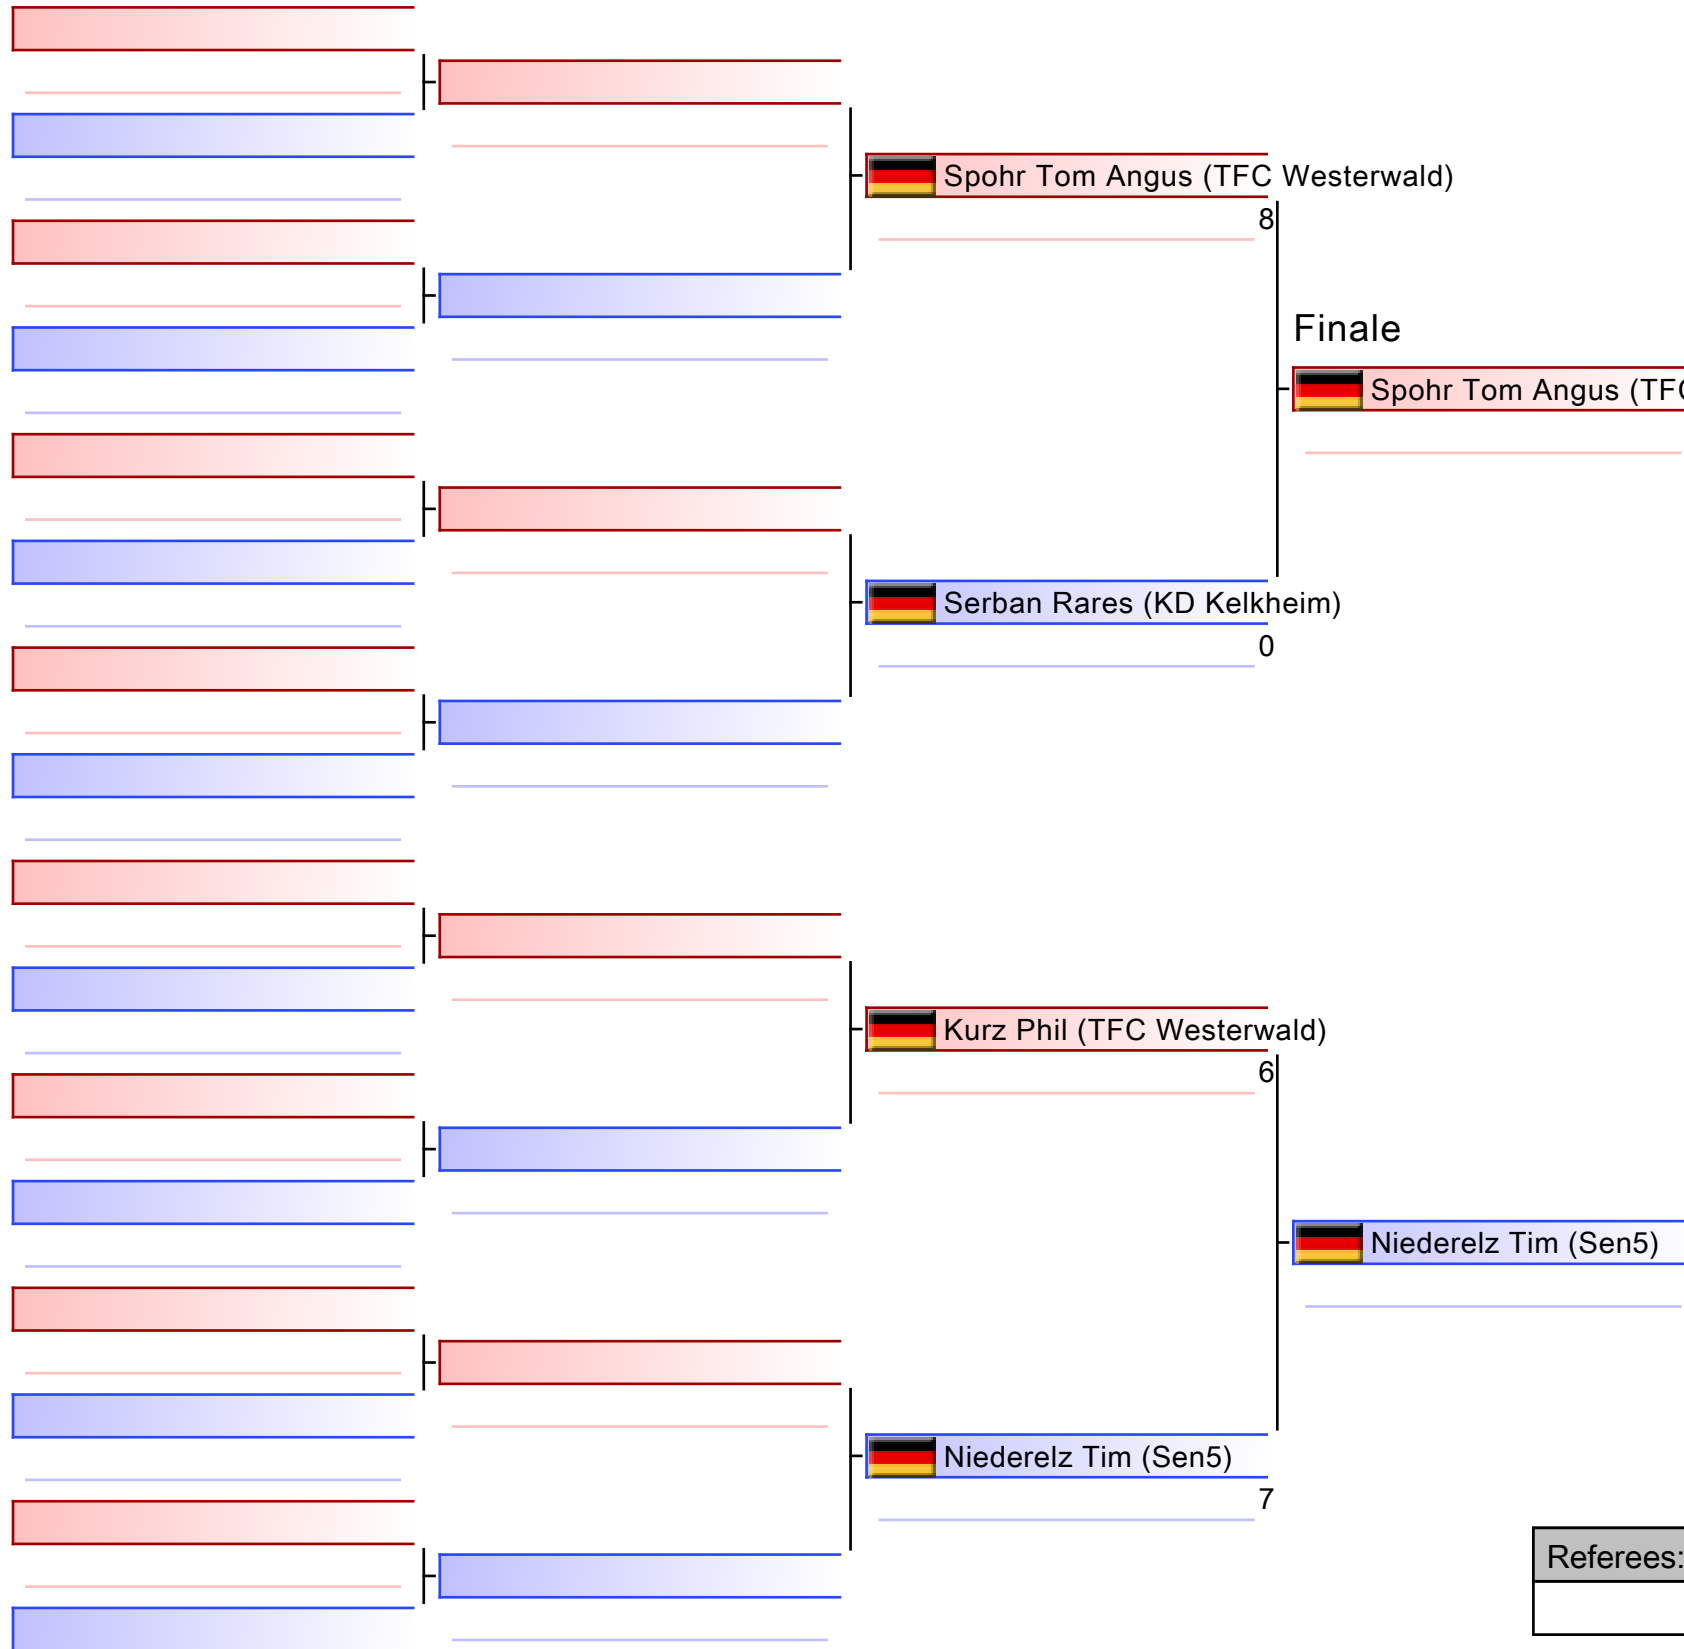 Spohr Tom Angus (TFC Westerwald)
8
Finale
Spohr Tom Angus (TFC
Serban Rares (KD Kelkheim)
0
Kurz Phil (TFC Westerwald)
6
Niederelz Tim (Sen5)
Niederelz Tim (Sen5)
7
Referees: